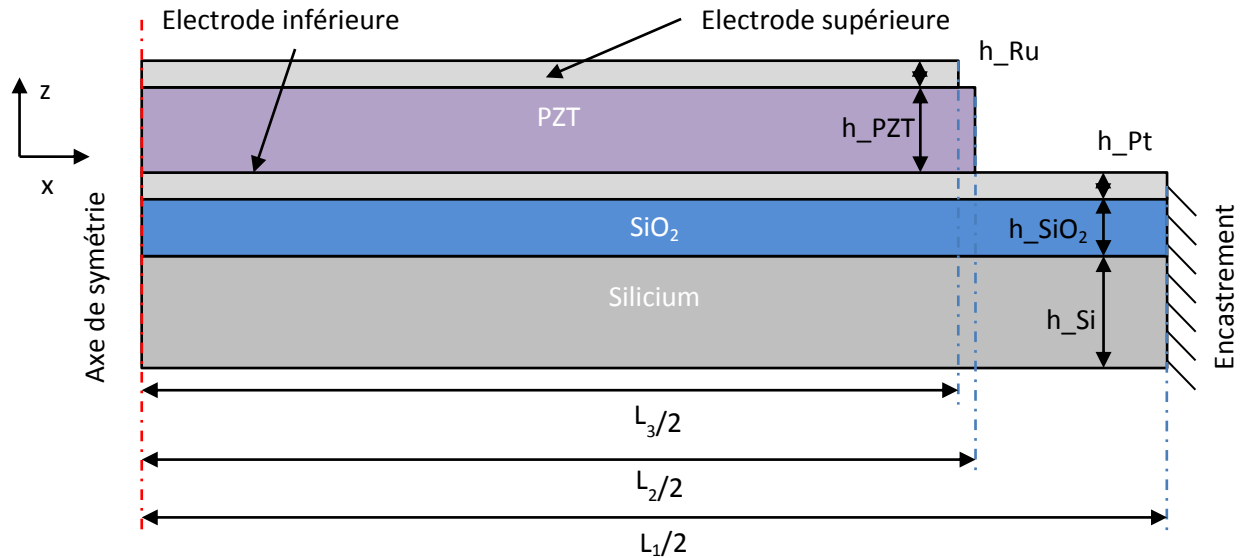 Electrode inférieure
Electrode supérieure
h_Ru
z
x
PZT
h_PZT
h_Pt
Axe de symétrie
SiO₂
h_SiO₂
Silicium
h_Si
Encastrement
L₃/2
L₂/2
L₁/2